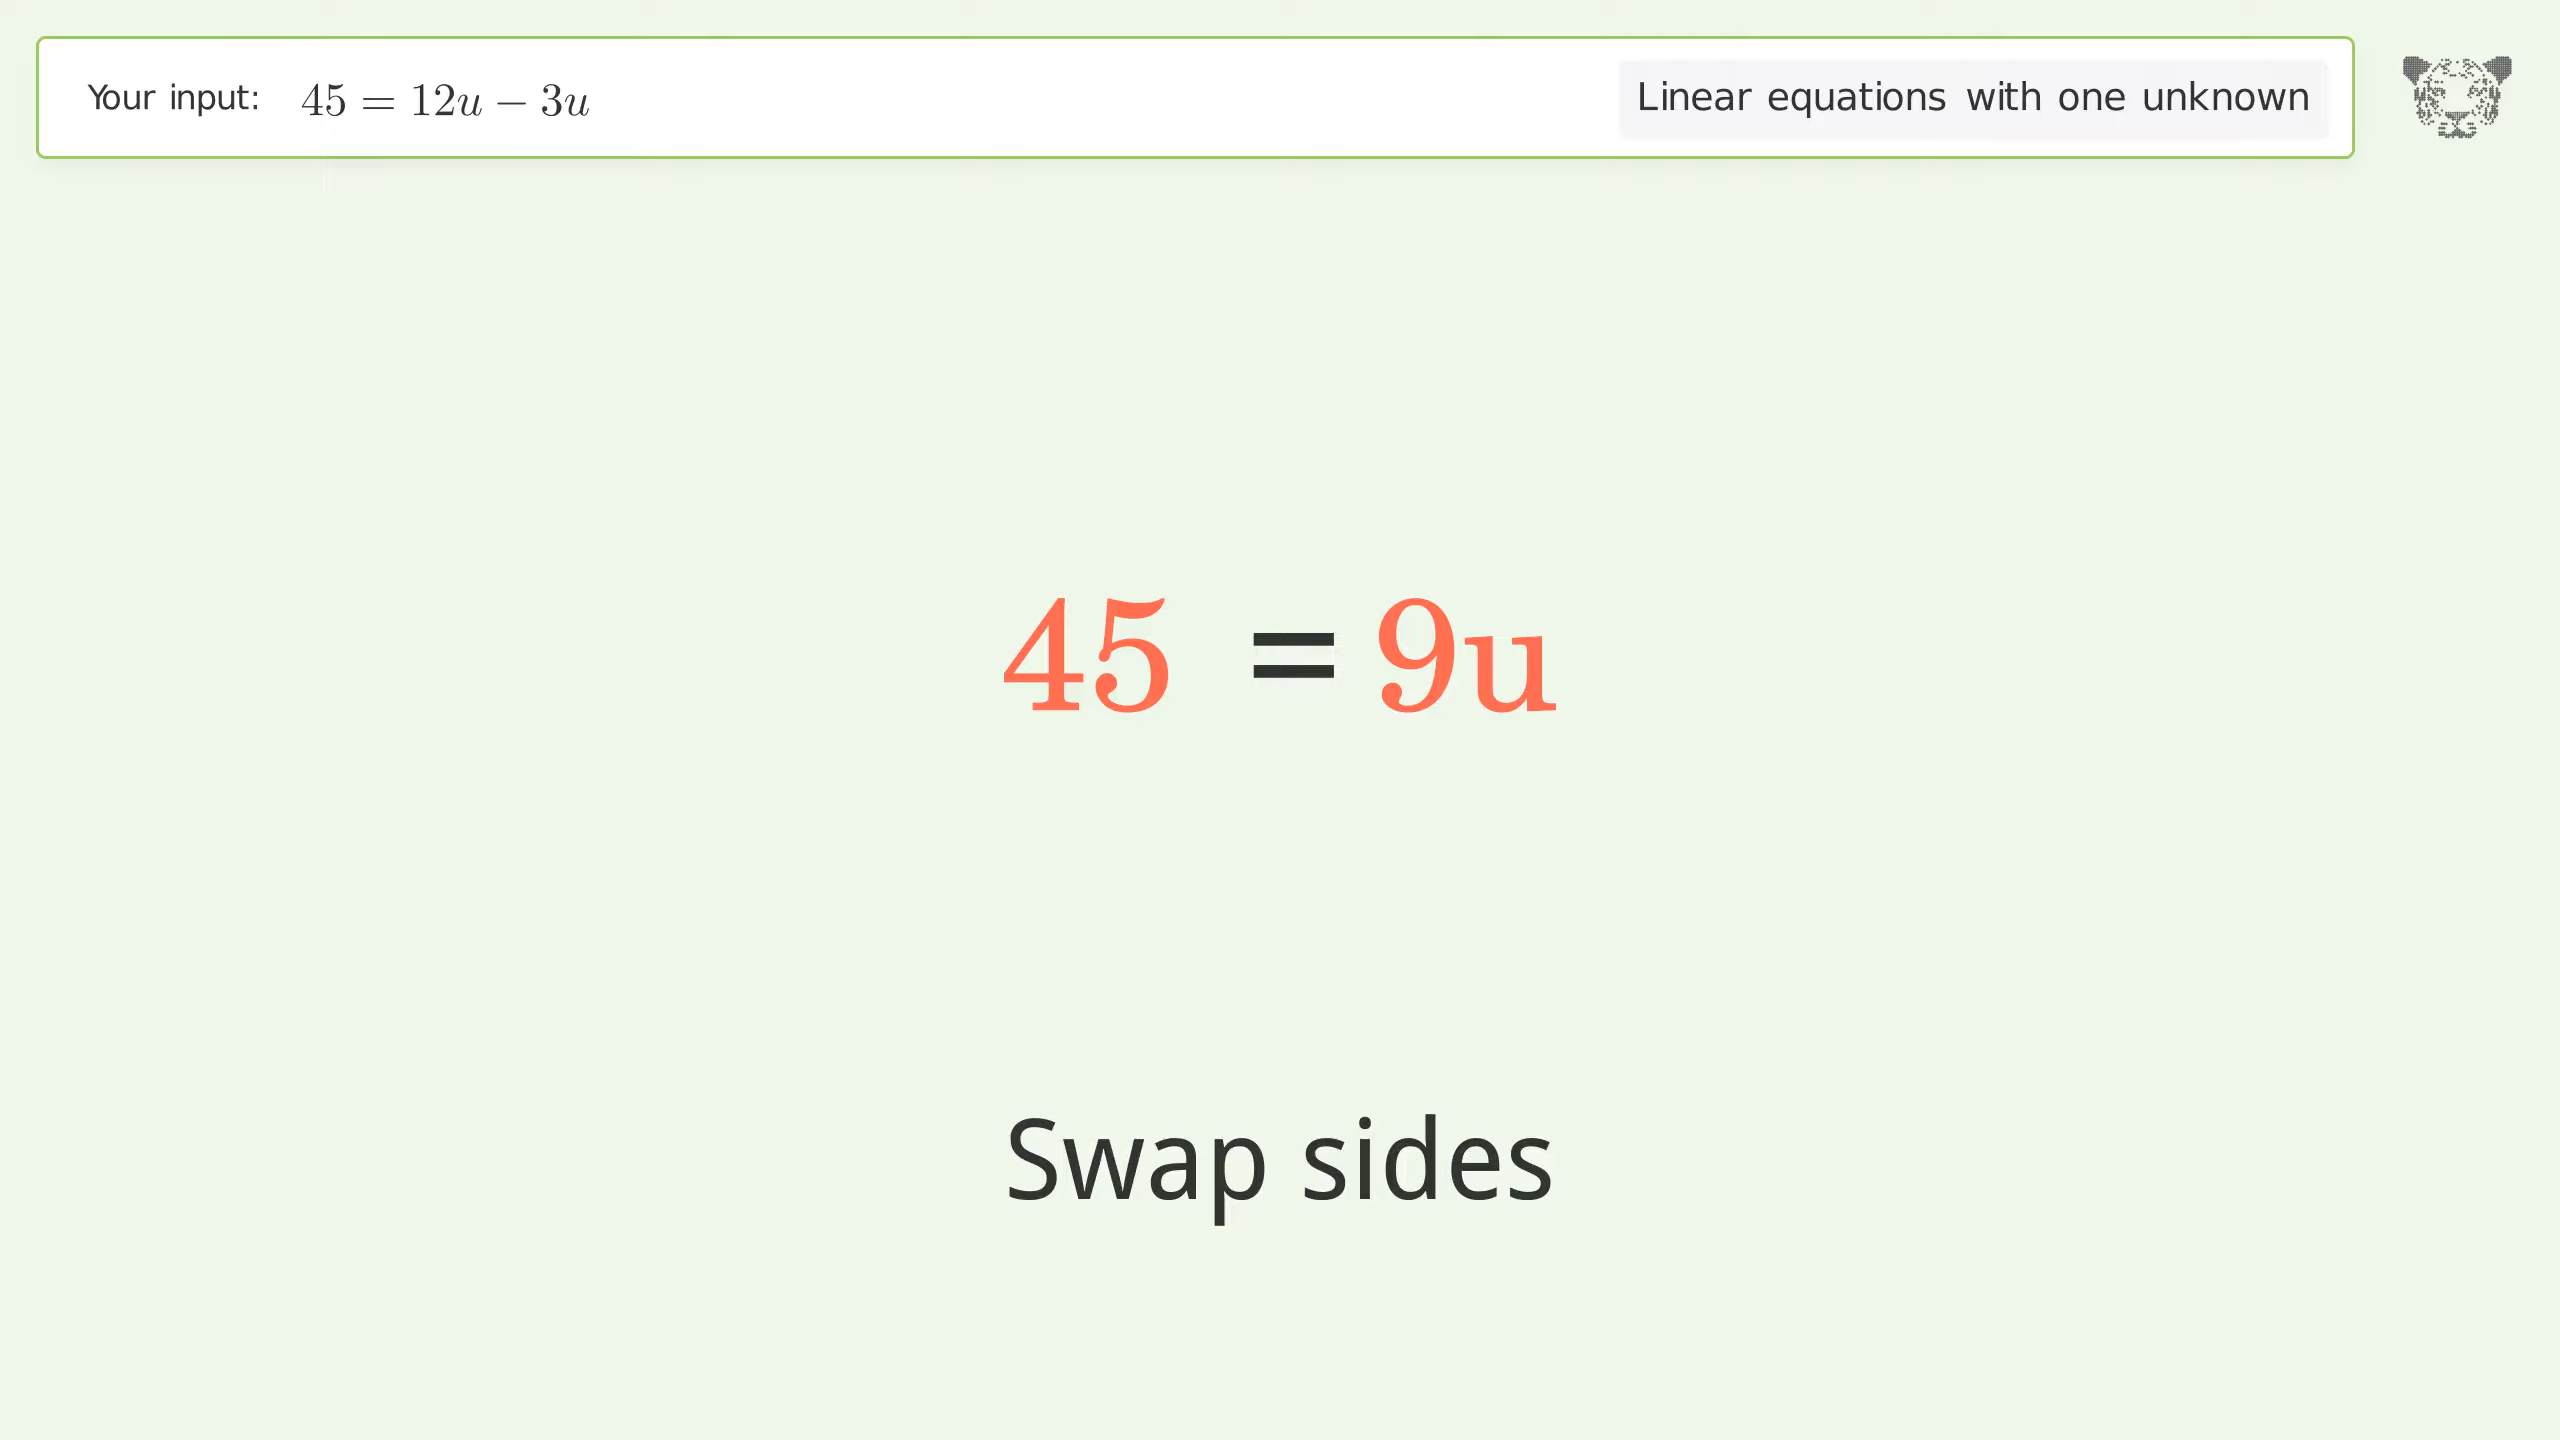 Your input: 45 = 12u − 3u
Linear equations with one unknown
45 = 9u
Swap sides